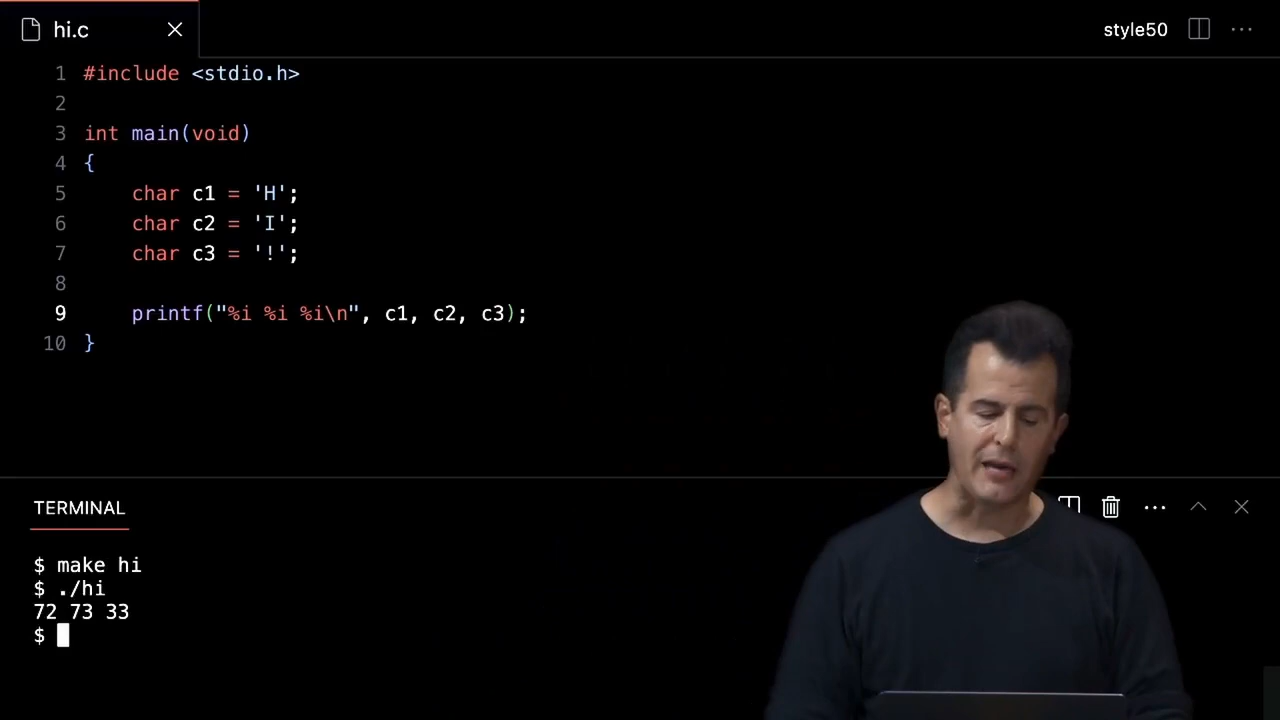 hi.c
style50
1 #include <stdio.h>
2
3 int main(void)
4 {
5     char c1 = 'H';
6     char c2 = 'I';
7     char c3 = '!';
8
9     printf("%i %i %i\n", c1, c2, c3);
10 }
TERMINAL
$ make hi
$ ./hi
72 73 33
$